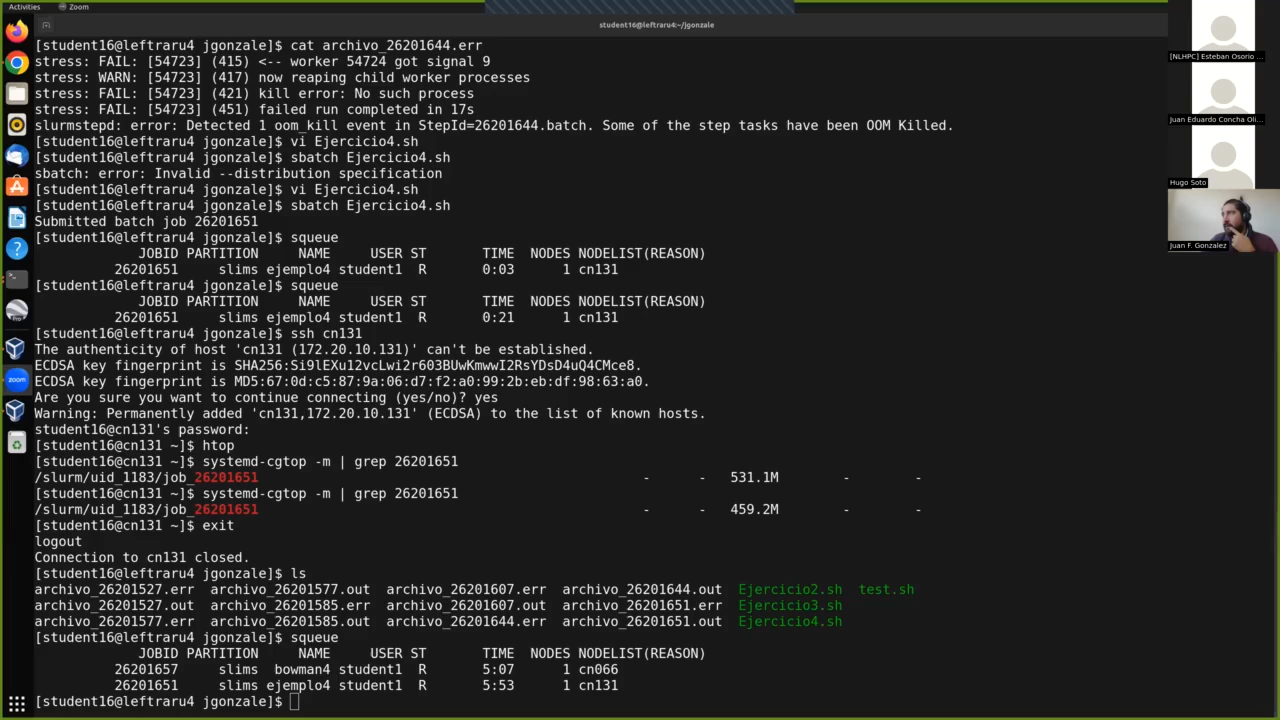 Activities
Zoom
student16@leftraru4:~/jgonzale
[student16@leftraru4 jgonzale]$ cat archivo_26201644.err
stress: FAIL: [54723] (415) <-- worker 54724 got signal 9
stress: WARN: [54723] (417) now reaping child worker processes
stress: FAIL: [54723] (421) kill error: No such process
stress: FAIL: [54723] (451) failed run completed in 17s
slurmstepd: error: Detected 1 oom_kill event in StepId=26201644.batch. Some of the step tasks have been OOM Killed.
[student16@leftraru4 jgonzale]$ vi Ejercicio4.sh
[student16@leftraru4 jgonzale]$ sbatch Ejercicio4.sh
sbatch: error: Invalid --distribution specification
[student16@leftraru4 jgonzale]$ vi Ejercicio4.sh
[student16@leftraru4 jgonzale]$ sbatch Ejercicio4.sh
Submitted batch job 26201651
[student16@leftraru4 jgonzale]$ squeue
JOBID PARTITION NAME USER ST TIME NODES NODELIST(REASON)
26201651 slims ejemplo4 student1 R 0:03 1 cn131
[student16@leftraru4 jgonzale]$ squeue
JOBID PARTITION NAME USER ST TIME NODES NODELIST(REASON)
26201651 slims ejemplo4 student1 R 0:21 1 cn131
[student16@leftraru4 jgonzale]$ ssh cn131
The authenticity of host 'cn131 (172.20.10.131)' can't be established.
ECDSA key fingerprint is SHA256:Si9lEXu12vcLwi2r603BUwKmwwI2RsYDsD4uQ4CMce8.
ECDSA key fingerprint is MD5:67:0d:c5:87:9a:06:d7:f2:a0:99:2b:eb:df:98:63:a0.
Are you sure you want to continue connecting (yes/no)? yes
Warning: Permanently added 'cn131,172.20.10.131' (ECDSA) to the list of known hosts.
student16@cn131's password:
[student16@cn131 ~]$ htop
[student16@cn131 ~]$ systemd-cgtop -m | grep 26201651
/slurm/uid_1183/job_26201651 - - 531.1M - -
[student16@cn131 ~]$ systemd-cgtop -m | grep 26201651
/slurm/uid_1183/job_26201651 - - 459.2M - -
[student16@cn131 ~]$ exit
logout
Connection to cn131 closed.
[student16@leftraru4 jgonzale]$ ls
archivo_26201527.err archivo_26201577.out archivo_26201607.err archivo_26201644.out Ejercicio2.sh test.sh
archivo_26201527.out archivo_26201585.err archivo_26201607.out archivo_26201651.err Ejercicio3.sh
archivo_26201577.err archivo_26201585.out archivo_26201644.err archivo_26201651.out Ejercicio4.sh
[student16@leftraru4 jgonzale]$ squeue
JOBID PARTITION NAME USER ST TIME NODES NODELIST(REASON)
26201657 slims bowman4 student1 R 5:07 1 cn066
26201651 slims ejemplo4 student1 R 5:53 1 cn131
[student16@leftraru4 jgonzale]$
[NLHPC] Esteban Osorio ...
Juan Eduardo Concha Oli...
Hugo Soto
Juan F. Gonzalez
zoom